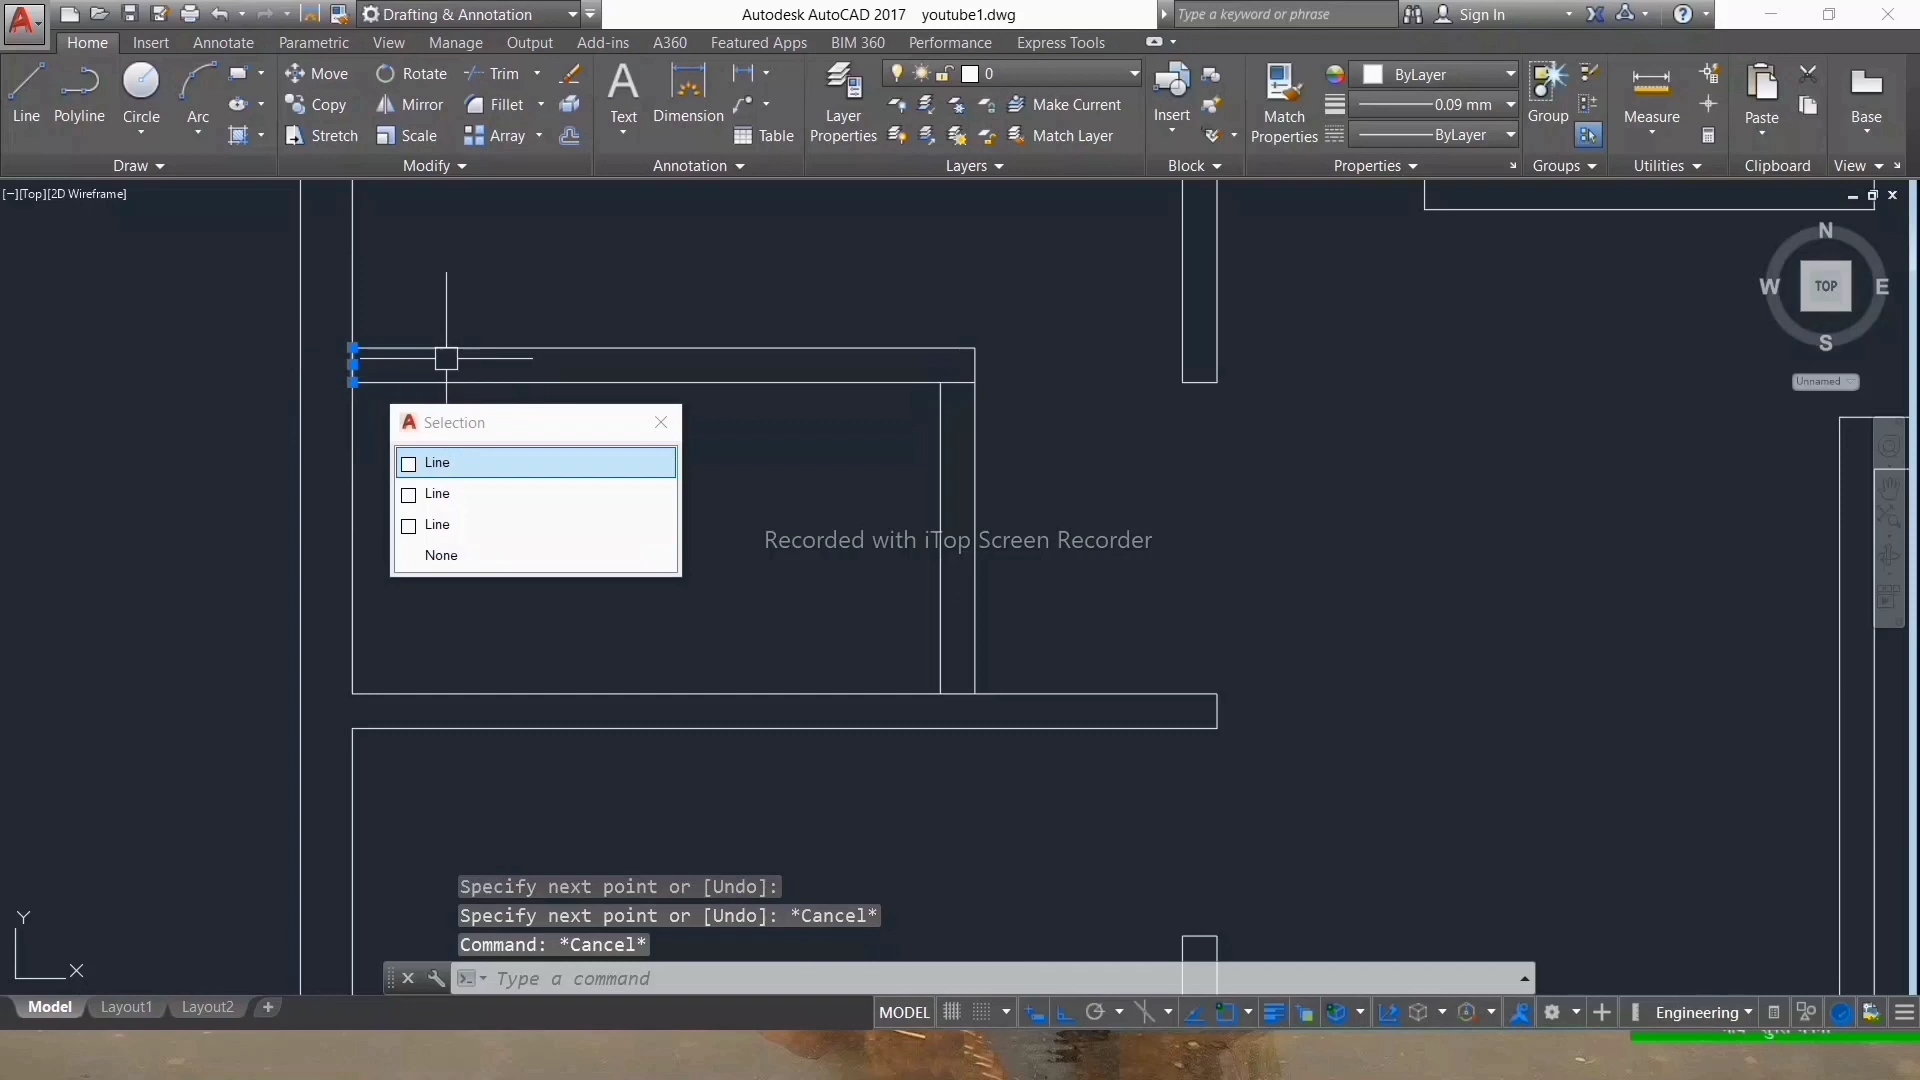 Drafting & Annotation
Autodesk AutoCAD 2017 youtube1.dwg
Type a keyword or phrase
Sign In
Home Insert Annotate Parametric View Manage Output Add-ins A360 Featured Apps BIM 360 Performance Express Tools
Line Polyline Circle Arc
Move Rotate Trim
Copy Mirror Fillet
Stretch Scale Array
Text Dimension Table
Layer Properties
0
Make Current
Match Layer
Insert
Match Properties
ByLayer
0.09 mm
ByLayer
Group
Measure
Paste
Base
Draw Modify Annotation Layers Block Properties Groups Utilities Clipboard View
[−][Top][2D Wireframe]
N
W TOP E
S
Unnamed
Selection
Line
Line
Line
None
Recorded with iTop Screen Recorder
Specify next point or [Undo]:
Specify next point or [Undo]: *Cancel*
Command: *Cancel*
Type a command
Y
X
Model Layout1 Layout2
MODEL
Engineering